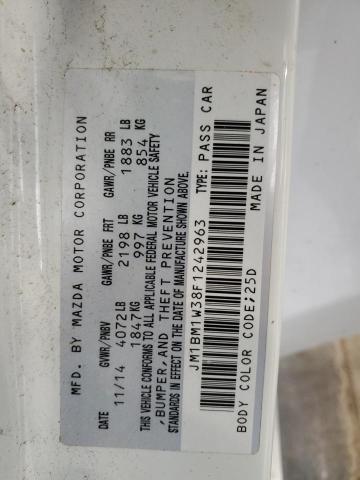 MFD. BY MAZDA MOTOR CORPORATION
DATE GVWR/PNBV GAWR/PNBE FRT GAWR/PNBE RR
11/14 4072LB 2198 LB 1883 LB
1847KG 997 KG 854 KG
THIS VEHICLE CONFORMS TO ALL APPLICABLE FEDERAL MOTOR VEHICLE SAFETY
,BUMPER,AND THEFT PREVENTION
STANDARDS IN EFFECT ON THE DATE OF MANUFACTURE SHOWN ABOVE.
JM1BM1W38F1242963 TYPE: PASS CAR
BODY COLOR CODE;25D MADE IN JAPAN